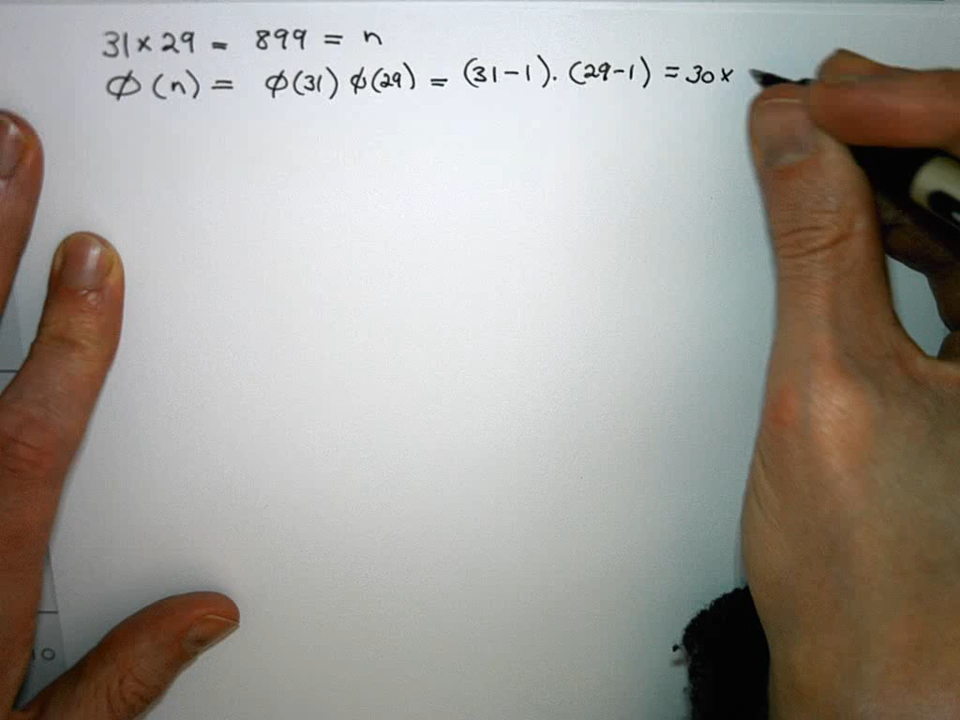 31 × 29 = 899 = n
ϕ(n) = ϕ(31) ϕ(29) = (31-1)·(29-1) = 30×